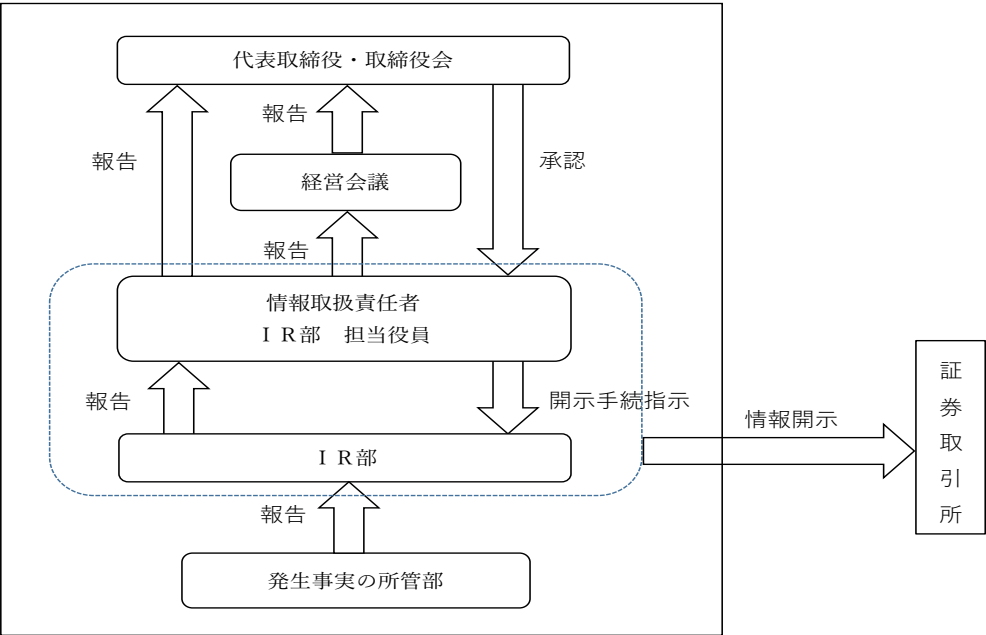 代表取締役・取締役会
報告
報告
承認
経営会議
報告
情報取扱責任者
ＩＲ部　担当役員
報告
開示手続指示
情報開示
証券取引所
ＩＲ部
報告
発生事実の所管部